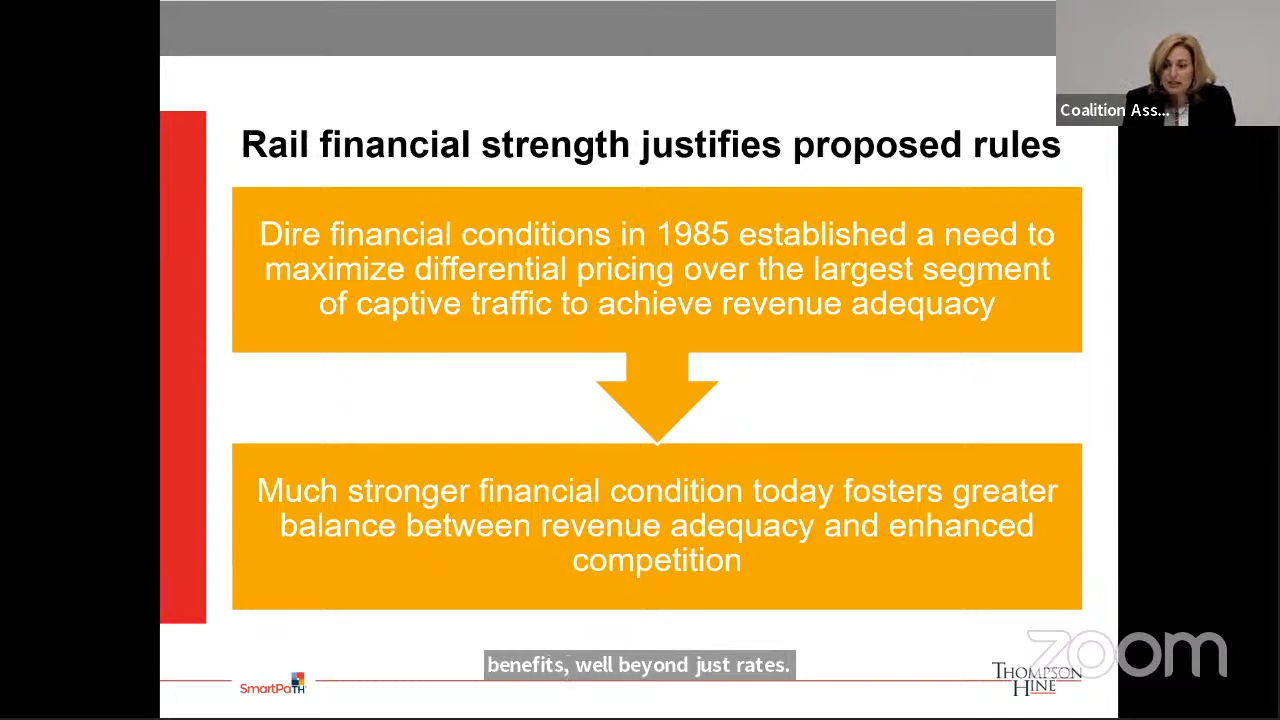 Coalition Ass...
Rail financial strength justifies proposed rules
Dire financial conditions in 1985 established a need to
maximize differential pricing over the largest segment
of captive traffic to achieve revenue adequacy
Much stronger financial condition today fosters greater
balance between revenue adequacy and enhanced
competition
benefits, well beyond just rates.
zoom
SmartPaTH
THOMPSON
HINE